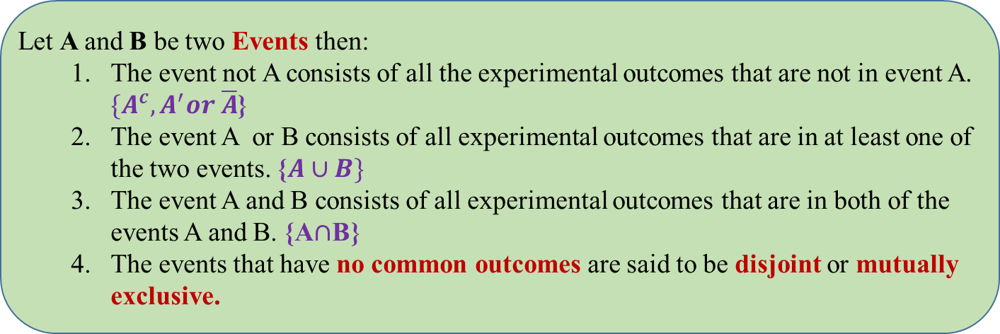 Let A and B be two Events then:
1. The event not A consists of all the experimental outcomes that are not in event A.
{Aᶜ, A′ or A̅}
2. The event A or B consists of all experimental outcomes that are in at least one of
the two events. {A ∪ B}
3. The event A and B consists of all experimental outcomes that are in both of the
events A and B. {A∩B}
4. The events that have no common outcomes are said to be disjoint or mutually
exclusive.